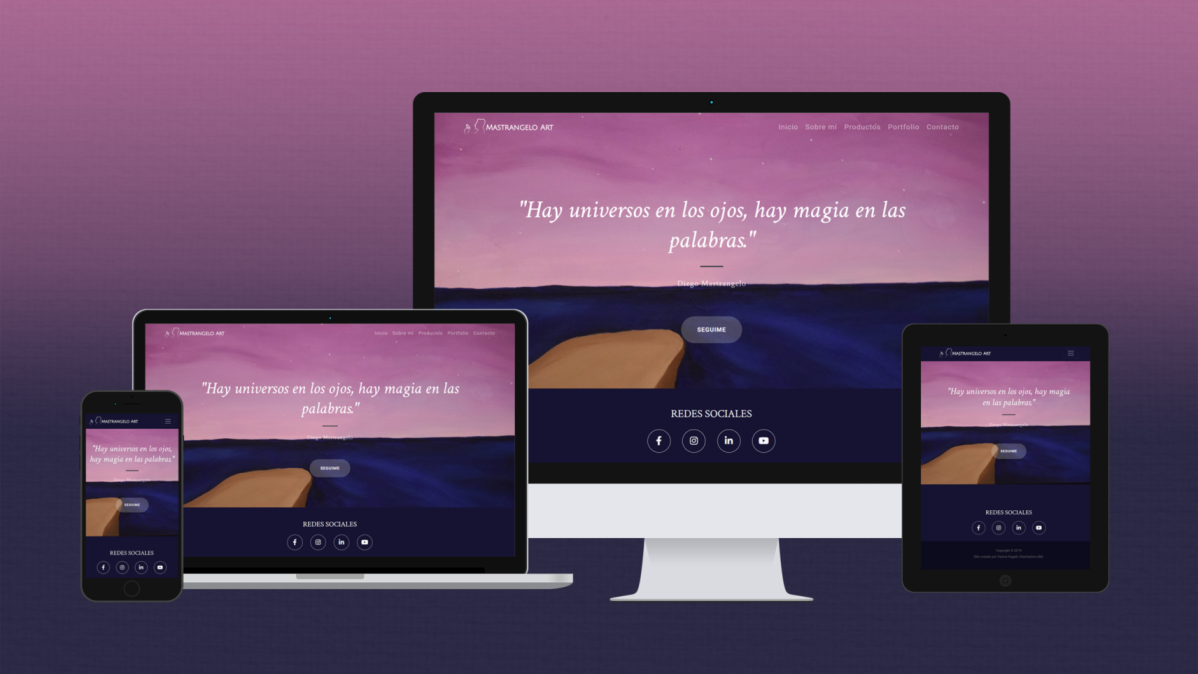 MASTRANGELO ART
Inicio Sobre mi Productos Portfolio Contacto
"Hay universos en los ojos, hay magia en las
palabras."
Diego Mastrangelo
SEGUIME
REDES SOCIALES
MASTRANGELO ART
Inicio Sobre mi Productos Portfolio Contacto
"Hay universos en los ojos, hay magia en las
palabras."
Diego Mastrangelo
SEGUIME
REDES SOCIALES
MASTRANGELO ART
"Hay universos en los ojos,
hay magia en las palabras."
SEGUIME
REDES SOCIALES
MASTRANGELO ART
"Hay universos en los ojos, hay magia
en las palabras."
SEGUIME
REDES SOCIALES